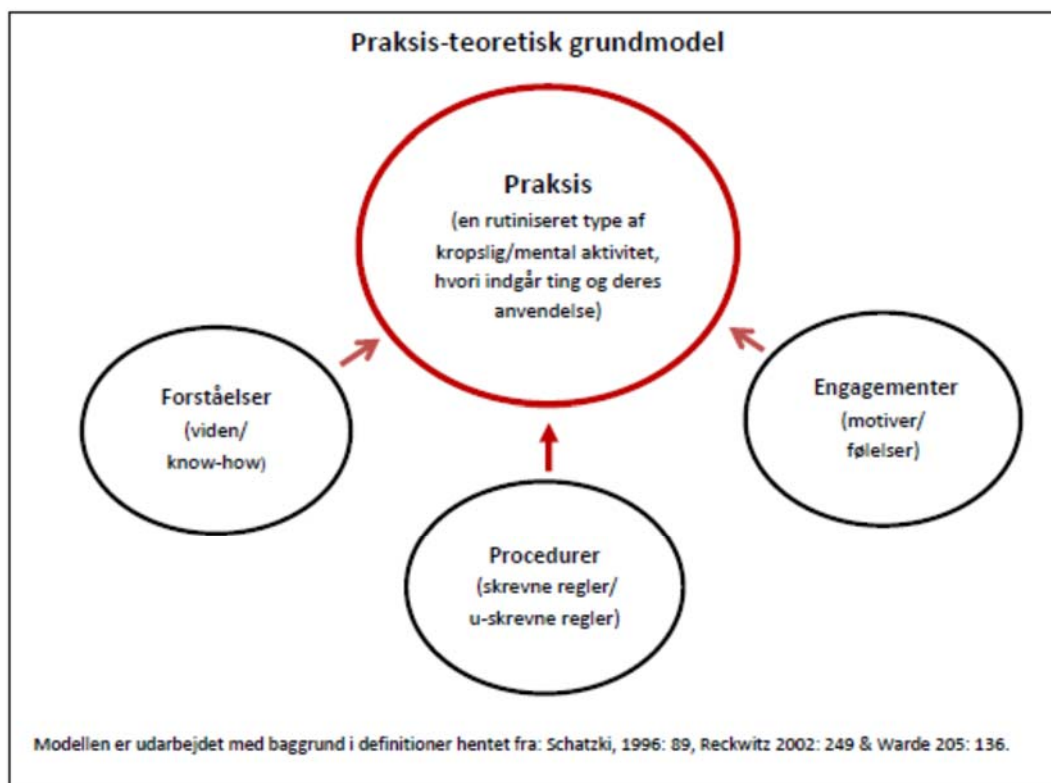 Praksis-teoretisk grundmodel
Praksis
(en rutiniseret type af
kropslig/mental aktivitet,
hvori indgår ting og deres
anvendelse)
Forståelser
(viden/
know-how)
Engagementer
(motiver/
følelser)
Procedurer
(skrevne regler/
u-skrevne regler)
Modellen er udarbejdet med baggrund i definitioner hentet fra: Schatzki, 1996: 89, Reckwitz 2002: 249 & Warde 205: 136.